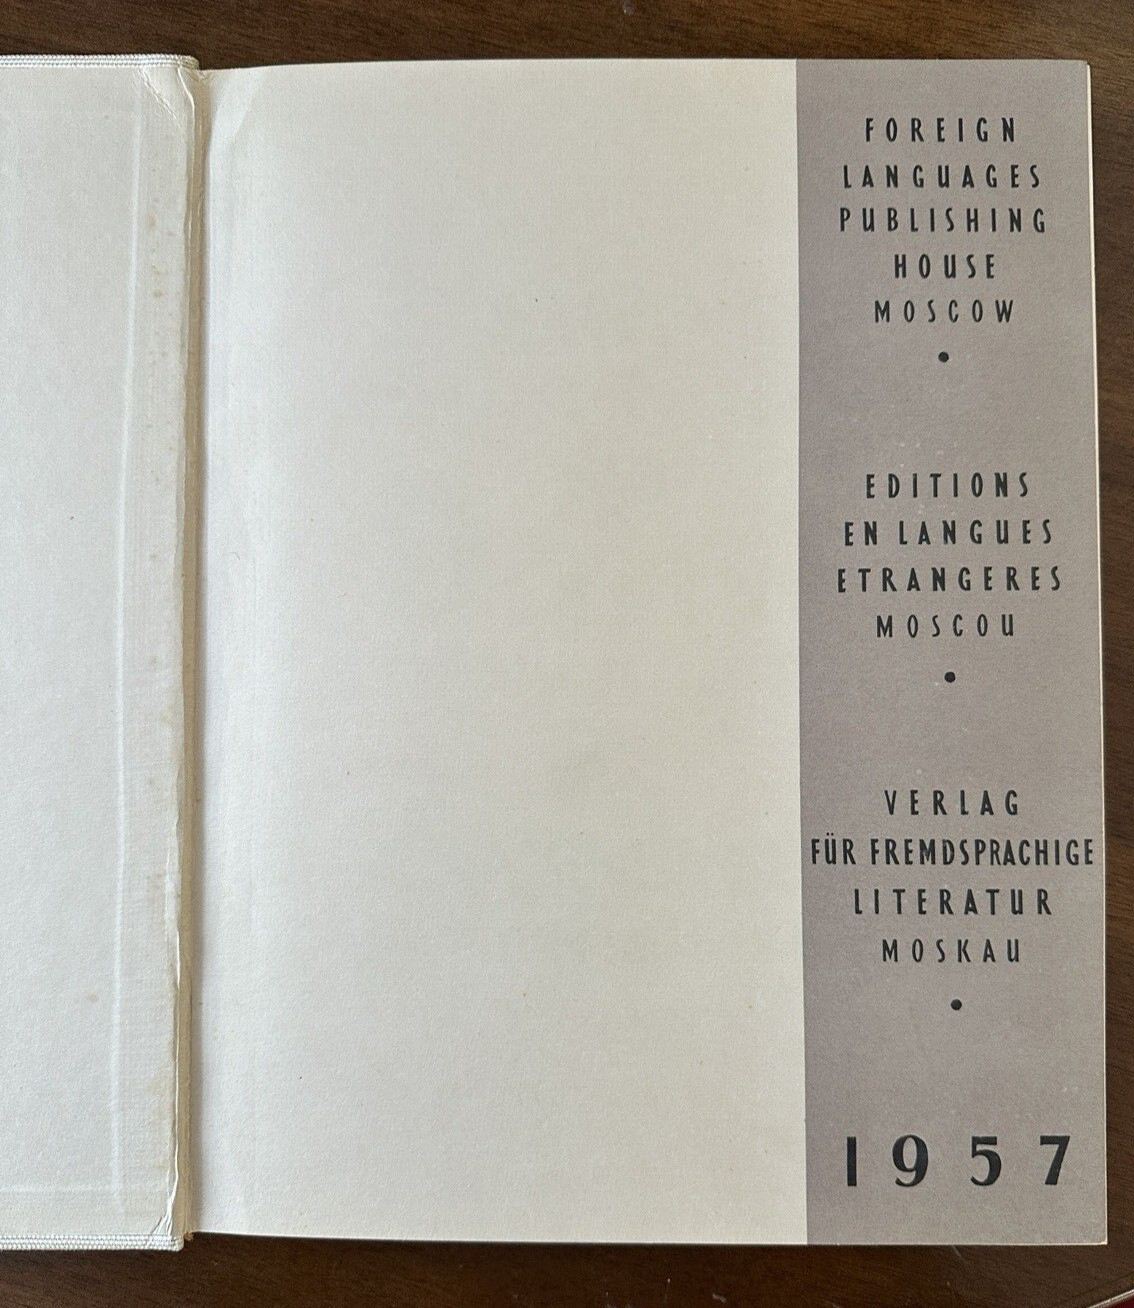 FOREIGN
LANGUAGES
PUBLISHING
HOUSE
MOSCOW
•
EDITIONS
EN LANGUES
ETRANGERES
MOSCOU
•
VERLAG
FÜR FREMDSPRACHIGE
LITERATUR
MOSKAU
•
1957